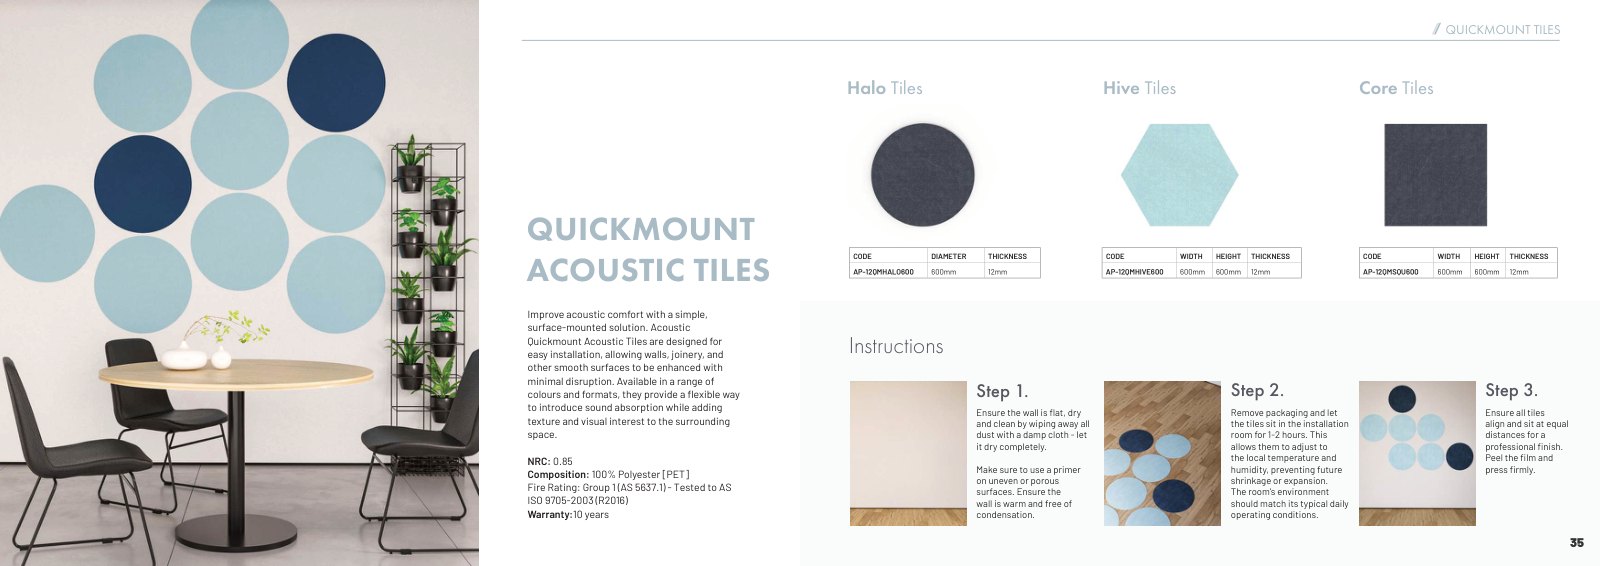 // QUICKMOUNT TILES
QUICKMOUNT
ACOUSTIC TILES
Improve acoustic comfort with a simple,
surface-mounted solution. Acoustic
Quickmount Acoustic Tiles are designed for
easy installation, allowing walls, joinery, and
other smooth surfaces to be enhanced with
minimal disruption. Available in a range of
colours and formats, they provide a flexible way
to introduce sound absorption while adding
texture and visual interest to the surrounding
space.
NRC: 0.85
Composition: 100% Polyester [PET]
Fire Rating: Group 1 (AS 5637.1) - Tested to AS
ISO 9705-2003 (R2016)
Warranty:10 years
Halo Tiles
CODE DIAMETER THICKNESS
AP-12QMHALO600 600mm 12mm
Hive Tiles
CODE WIDTH HEIGHT THICKNESS
AP-12QMHIVE600 600mm 600mm 12mm
Core Tiles
CODE WIDTH HEIGHT THICKNESS
AP-12QMSQU600 600mm 600mm 12mm
Instructions
Step 1.
Ensure the wall is flat, dry
and clean by wiping away all
dust with a damp cloth - let
it dry completely.
Make sure to use a primer
on uneven or porous
surfaces. Ensure the
wall is warm and free of
condensation.
Step 2.
Remove packaging and let
the tiles sit in the installation
room for 1-2 hours. This
allows them to adjust to
the local temperature and
humidity, preventing future
shrinkage or expansion.
The room's environment
should match its typical daily
operating conditions.
Step 3.
Ensure all tiles
align and sit at equal
distances for a
professional finish.
Peel the film and
press firmly.
35